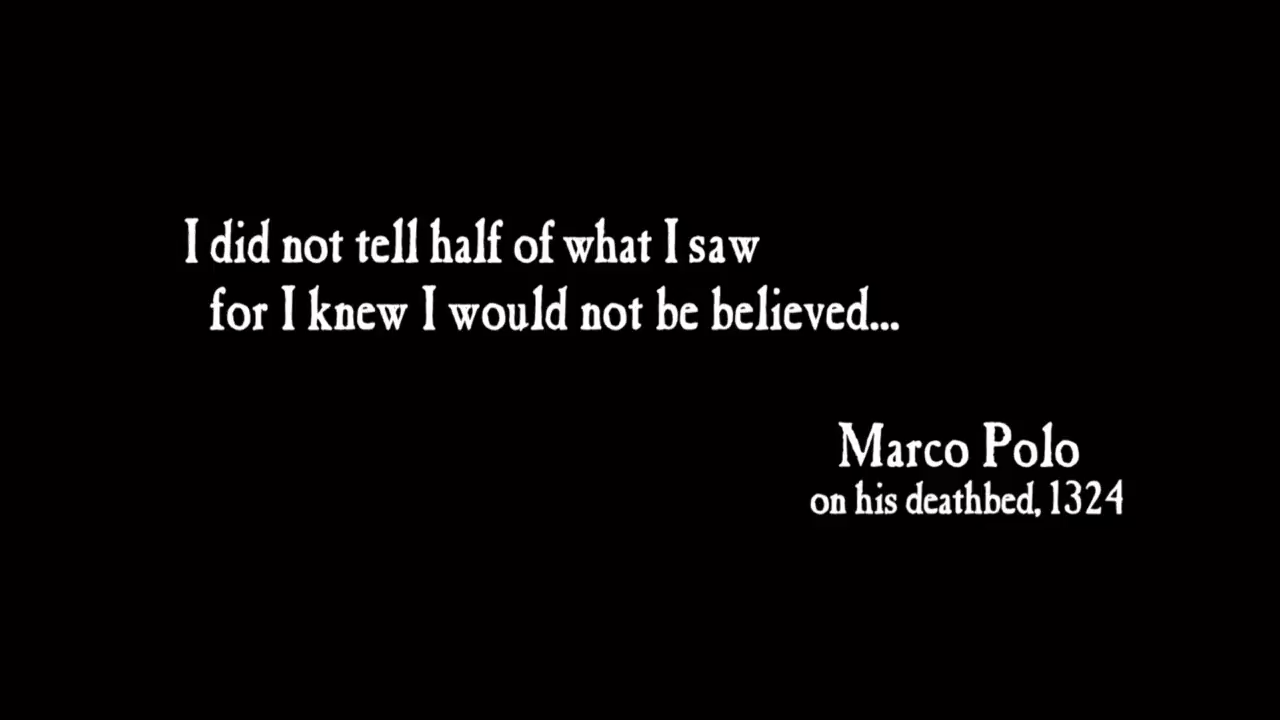 I did not tell half of what I saw
for I knew I would not be believed...
Marco Polo
on his deathbed, 1324